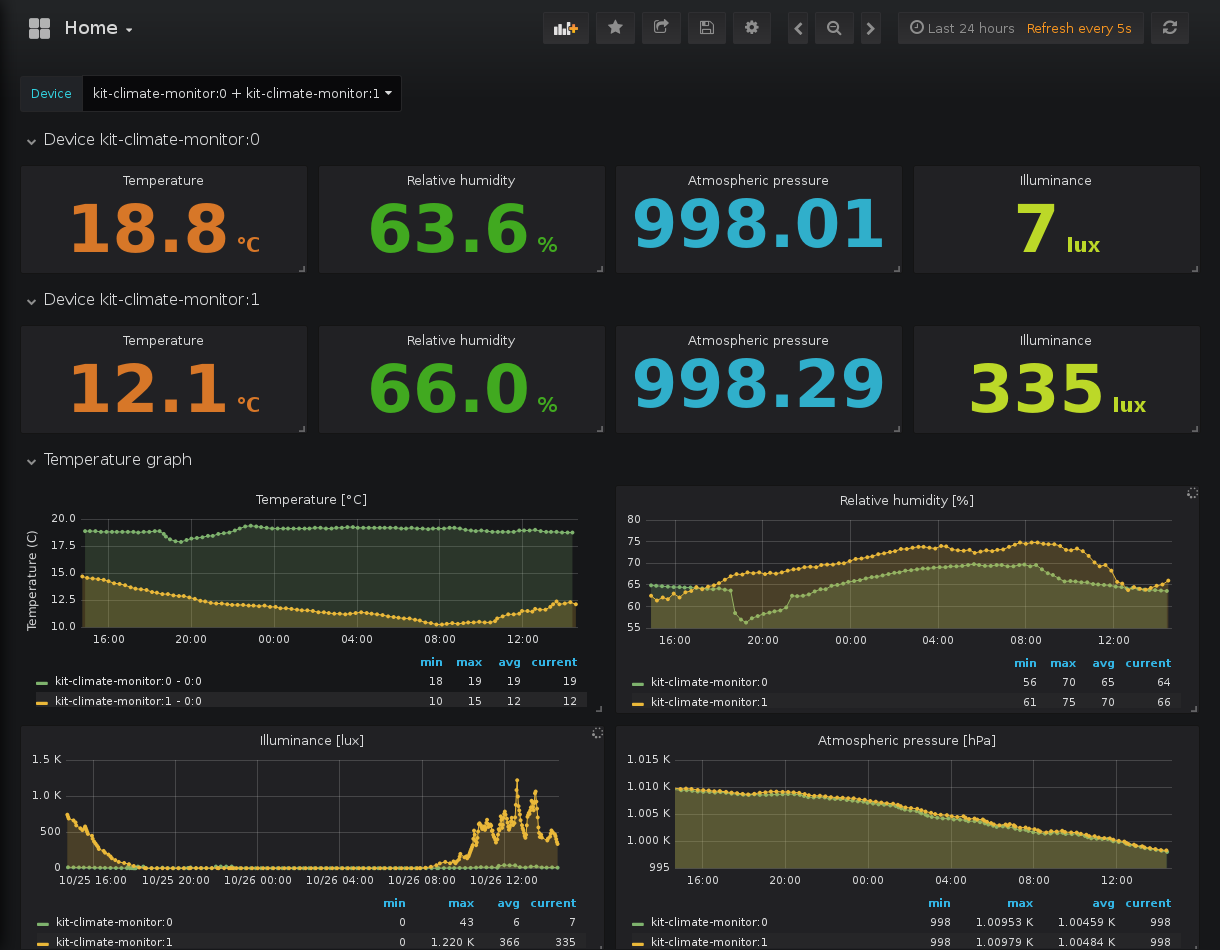 Home
Last 24 hours Refresh every 5s
Device kit-climate-monitor:0 + kit-climate-monitor:1
Device kit-climate-monitor:0
Temperature Relative humidity Atmospheric pressure Illuminance
18.8 °C 63.6 % 998.01 7 lux
Device kit-climate-monitor:1
Temperature Relative humidity Atmospheric pressure Illuminance
12.1 °C 66.0 % 998.29 335 lux
Temperature graph
Temperature [°C]
Temperature (C)
20.0
17.5
15.0
12.5
10.0
16:00 20:00 00:00 04:00 08:00 12:00
min max avg current
kit-climate-monitor:0 - 0:0 18 19 19 19
kit-climate-monitor:1 - 0:0 10 15 12 12
Relative humidity [%]
80
75
70
65
60
55
16:00 20:00 00:00 04:00 08:00 12:00
min max avg current
kit-climate-monitor:0 56 70 65 64
kit-climate-monitor:1 61 75 70 66
Illuminance [lux]
1.5 K
1.0 K
500
0
10/25 16:00 10/25 20:00 10/26 00:00 10/26 04:00 10/26 08:00 10/26 12:00
min max avg current
kit-climate-monitor:0 0 43 6 7
kit-climate-monitor:1 0 1.220 K 366 335
Atmospheric pressure [hPa]
1.015 K
1.010 K
1.005 K
1.000 K
995
16:00 20:00 00:00 04:00 08:00 12:00
min max avg current
kit-climate-monitor:0 998 1.00953 K 1.00459 K 998
kit-climate-monitor:1 998 1.00979 K 1.00484 K 998